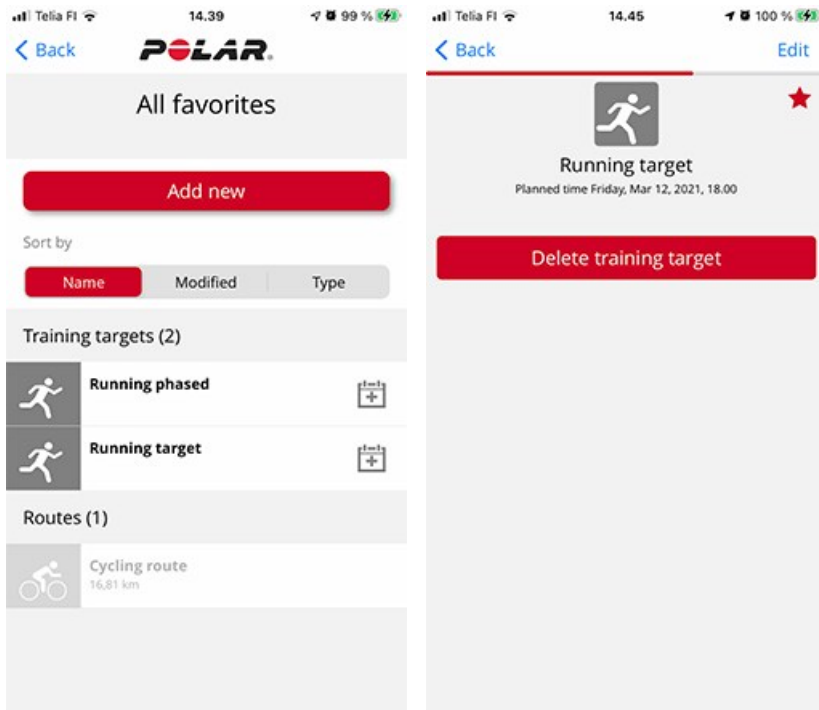 Telia FI 14.39 99 %
Back POLAR.
All favorites
Add new
Sort by
Name Modified Type
Training targets (2)
Running phased
Running target
Routes (1)
Cycling route
16,81 km
Telia FI 14.45 100 %
Back Edit
Running target
Planned time Friday, Mar 12, 2021, 18.00
Delete training target